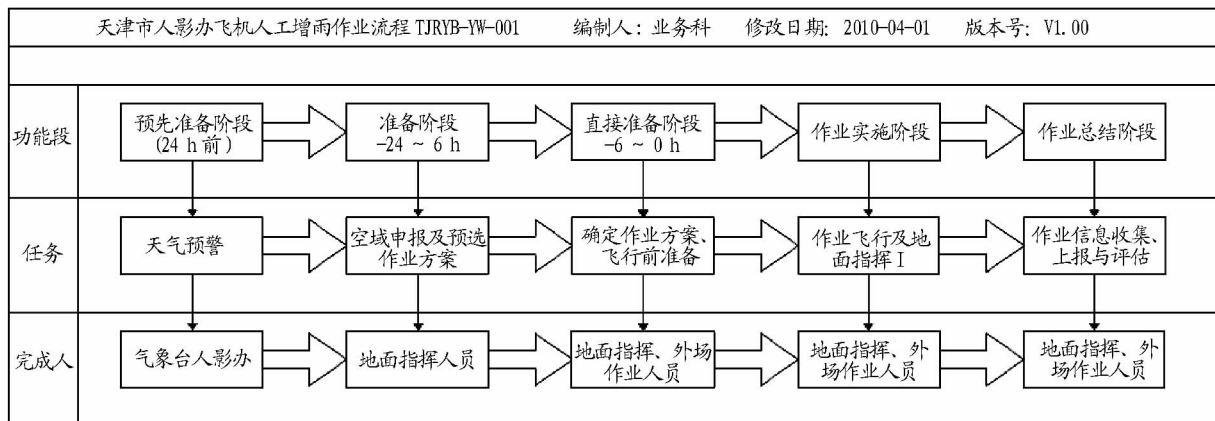 天津市人影办飞机人工增雨作业流程 TJRYB-YW-001 编制人: 业务科 修改日期: 2010-04-01 版本号: V1.00
功能段
预先准备阶段
(24 h 前)
准备阶段
-24 ~ 6 h
直接准备阶段
-6 ~ 0 h
作业实施阶段
作业总结阶段
任务
天气预警
空域申报及预选
作业方案
确定作业方案、
飞行前准备
作业飞行及地
面指挥 I
作业信息收集、
上报与评估
完成人
气象台人影办
地面指挥人员
地面指挥、外场
作业人员
地面指挥、外
场作业人员
地面指挥、外
场作业人员